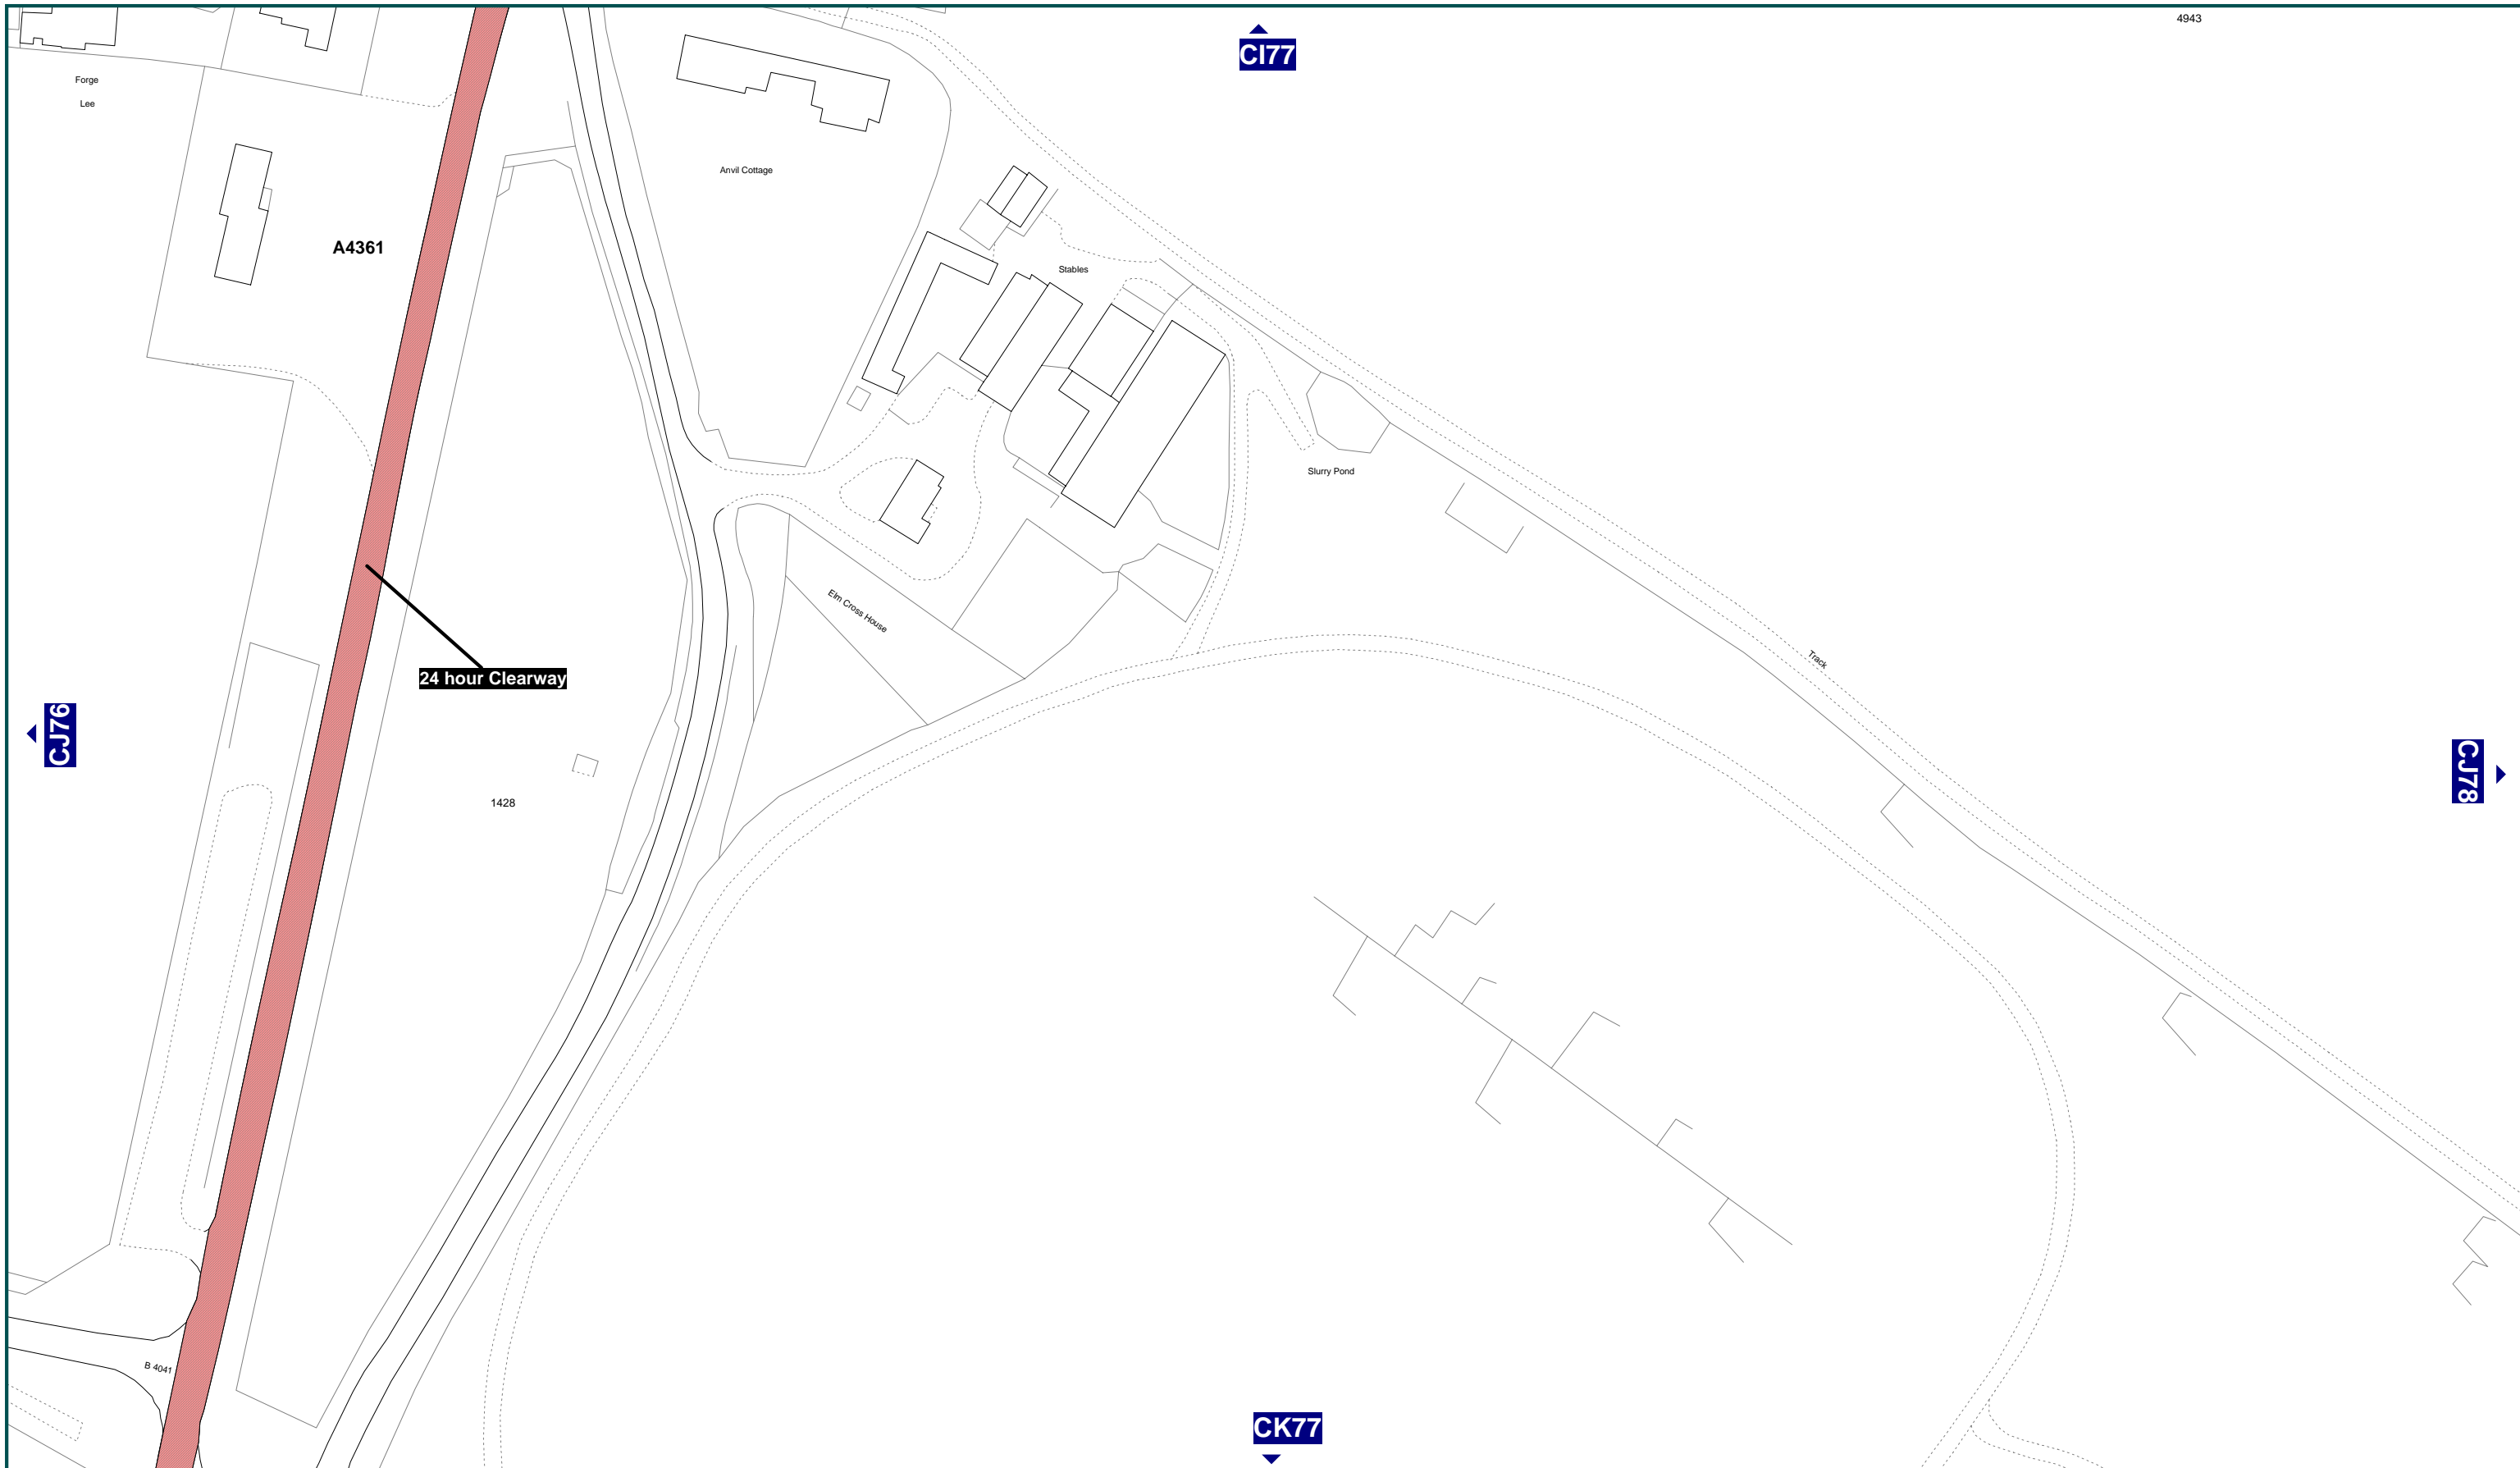 4943
CI77
Forge
Lee
Anvil Cottage
A4361
Stables
Slurry Pond
Elm Cross House
Track
24 hour Clearway
CJ76
CJ78
1428
B 4041
CK77